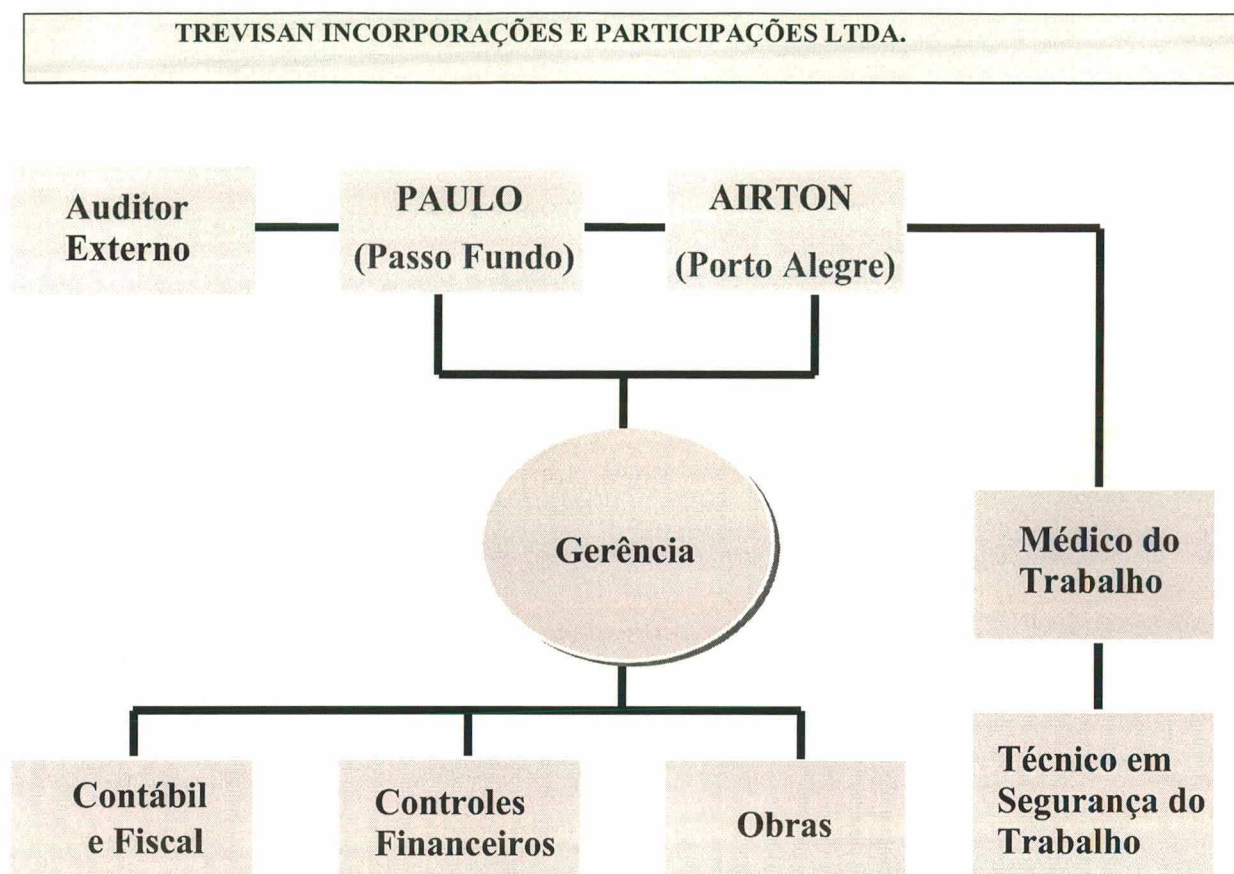 TREVISAN INCORPORAÇÕES E PARTICIPAÇÕES LTDA.
Auditor
Externo
PAULO
(Passo Fundo)
AIRTON
(Porto Alegre)
Gerência
Médico do
Trabalho
Contábil
e Fiscal
Controles
Financeiros
Obras
Técnico em
Segurança do
Trabalho